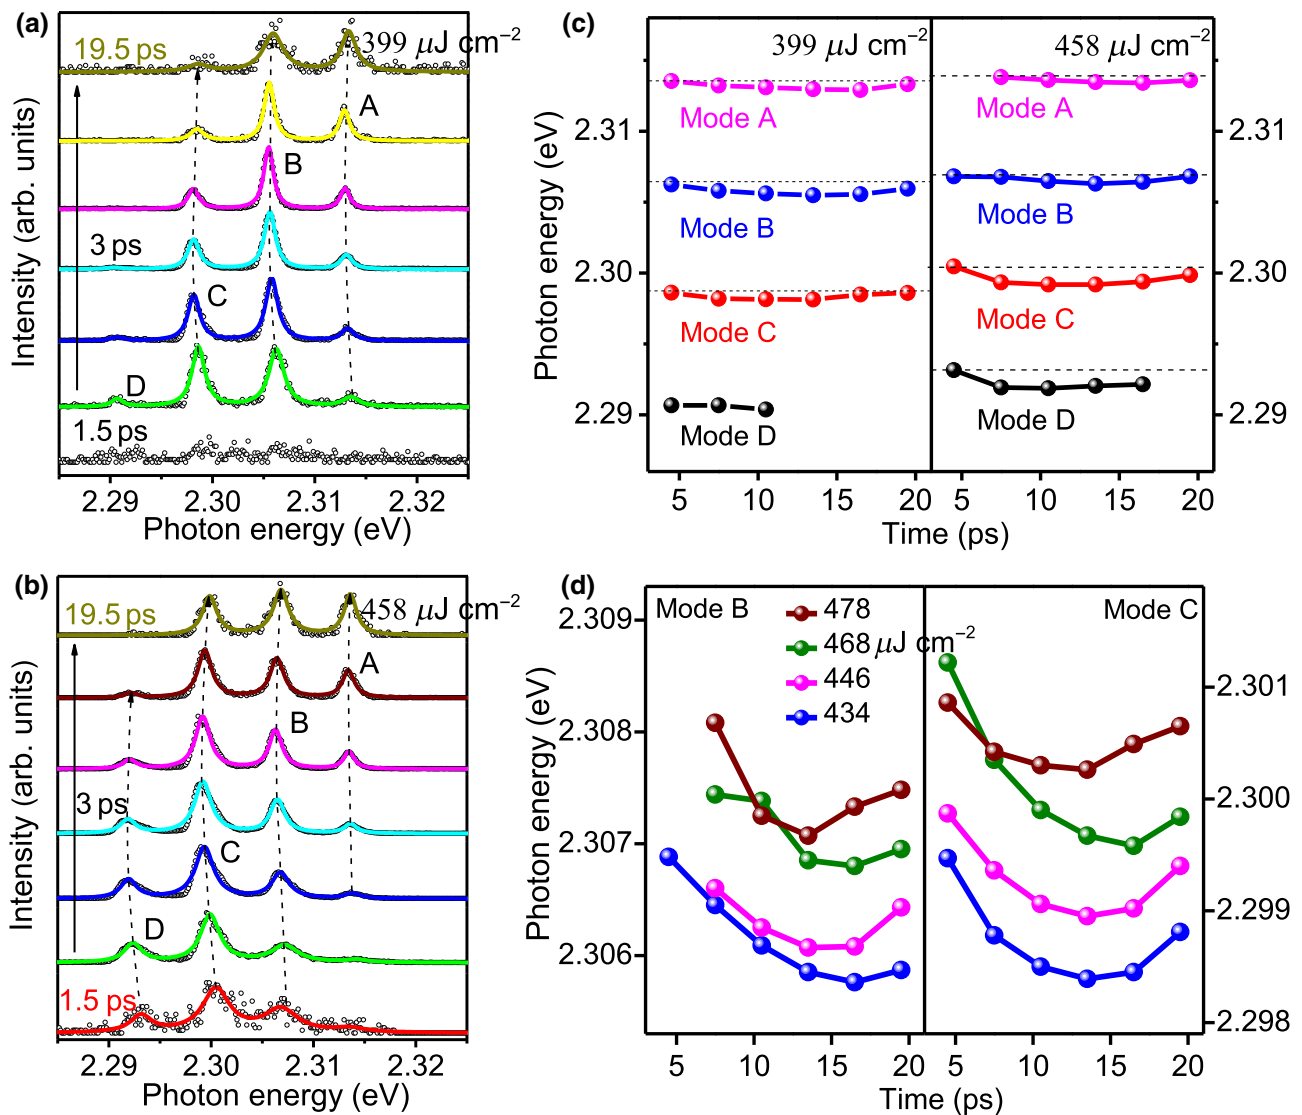 (a)
19.5 ps
399 μJ cm⁻²
A
B
3 ps
C
D
1.5 ps
Intensity (arb. units)
2.29 2.30 2.31 2.32
Photon energy (eV)
(b)
19.5 ps
458 μJ cm⁻²
A
B
3 ps
C
D
1.5 ps
Intensity (arb. units)
2.29 2.30 2.31 2.32
Photon energy (eV)
(c)
399 μJ cm⁻² 458 μJ cm⁻²
Mode A Mode A
Mode B Mode B
Mode C Mode C
Mode D Mode D
Photon energy (eV)
2.31
2.30
2.29
2.31
2.30
2.29
5 10 15 20 5 10 15 20
Time (ps)
(d)
Mode B Mode C
478
468 μJ cm⁻²
446
434
Photon energy (eV)
2.309
2.308
2.307
2.306
2.301
2.300
2.299
2.298
5 10 15 20 5 10 15 20
Time (ps)